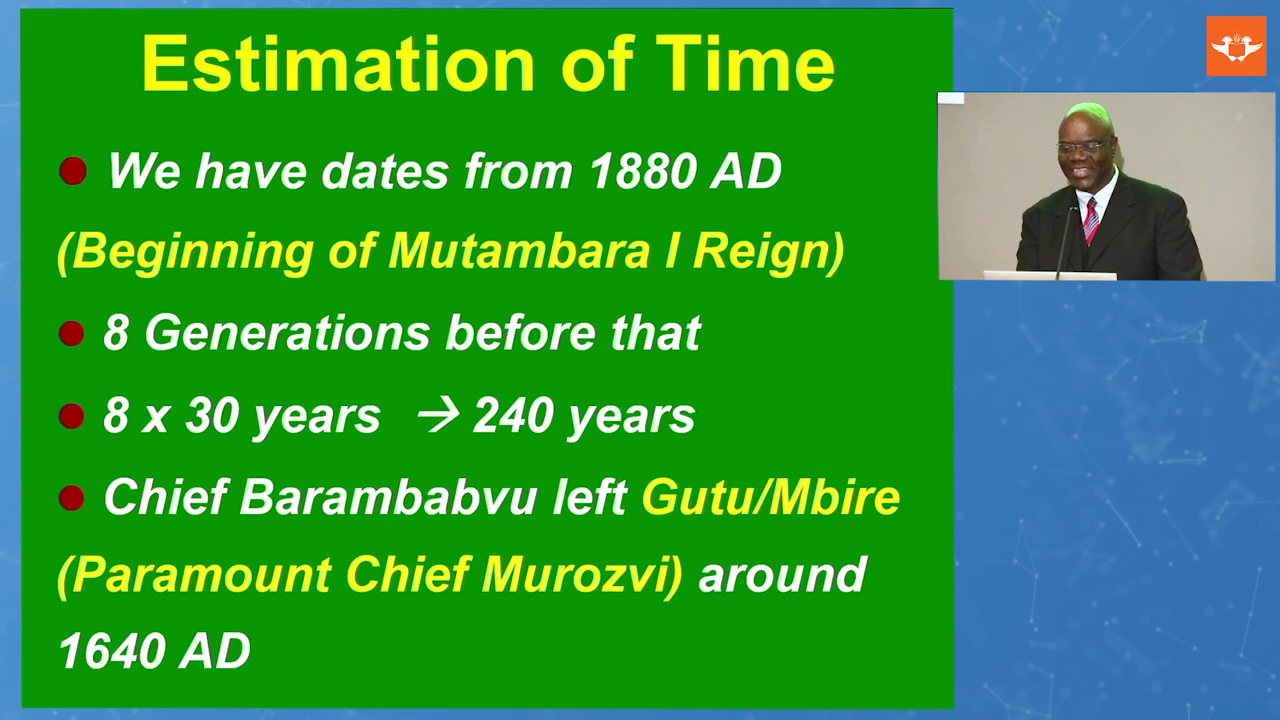 Estimation of Time
We have dates from 1880 AD
(Beginning of Mutambara I Reign)
8 Generations before that
8 x 30 years → 240 years
Chief Barambabvu left Gutu/Mbire
(Paramount Chief Murozvi) around
1640 AD